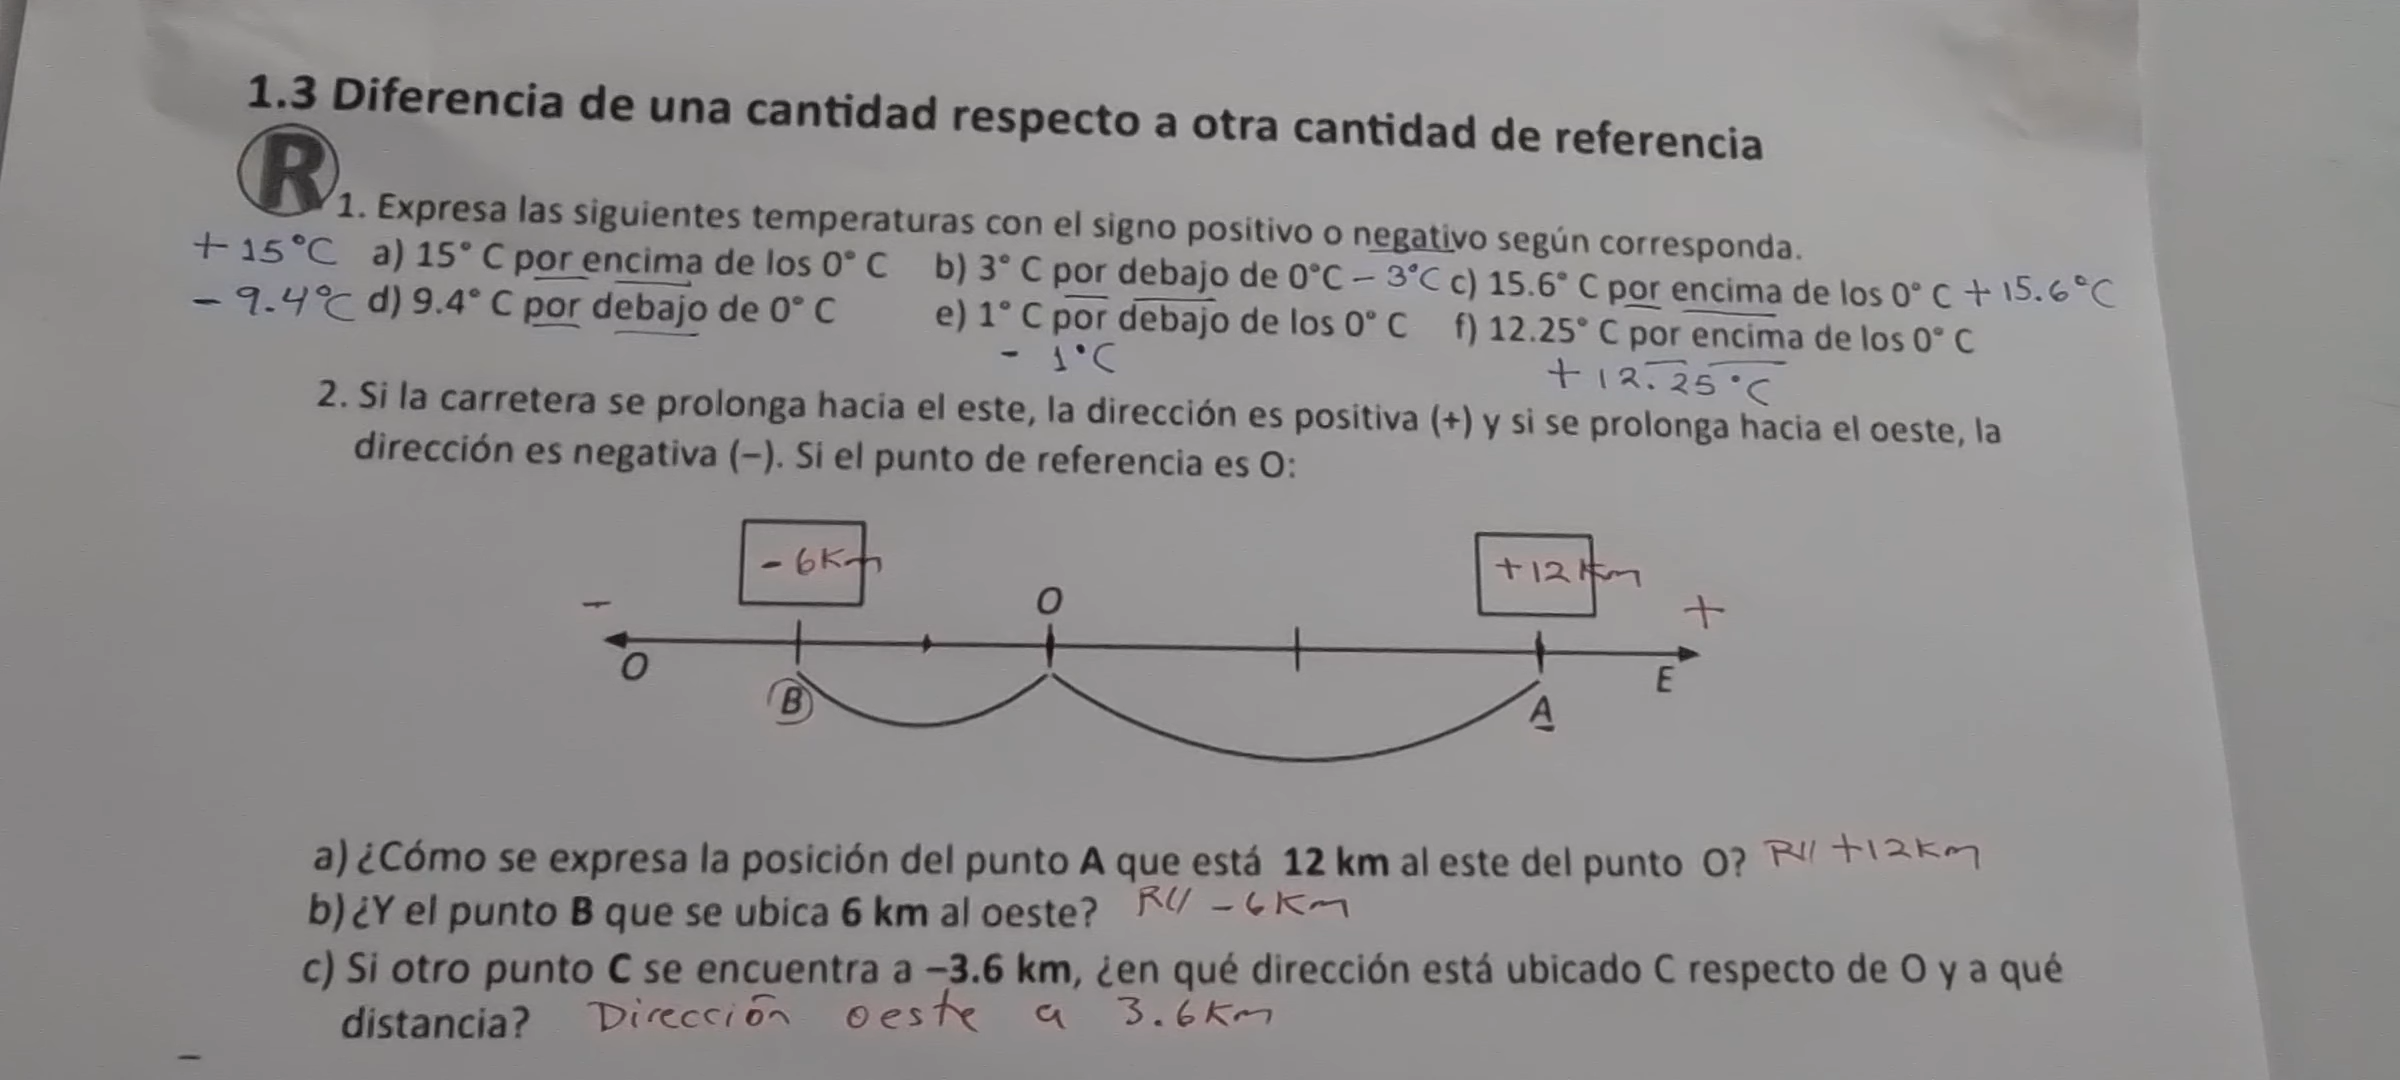 1.3 Diferencia de una cantidad respecto a otra cantidad de referencia
R
1. Expresa las siguientes temperaturas con el signo positivo o negativo según corresponda.
+15°C a) 15° C por encima de los 0° C b) 3° C por debajo de 0°C - 3°C c) 15.6° C por encima de los 0° C +15.6°C
- 9.4°C d) 9.4° C por debajo de 0° C e) 1° C por debajo de los 0° C f) 12.25° C por encima de los 0° C
- 1°C +12.25°C
2. Si la carretera se prolonga hacia el este, la dirección es positiva (+) y si se prolonga hacia el oeste, la
dirección es negativa (−). Si el punto de referencia es O:
- 6Km +12 Km
- O +
O B A E
a) ¿Cómo se expresa la posición del punto A que está 12 km al este del punto O? R// +12Km
b) ¿Y el punto B que se ubica 6 km al oeste? R// - 6Km
c) Si otro punto C se encuentra a −3.6 km, ¿en qué dirección está ubicado C respecto de O y a qué
distancia? Dirección oeste a 3.6Km